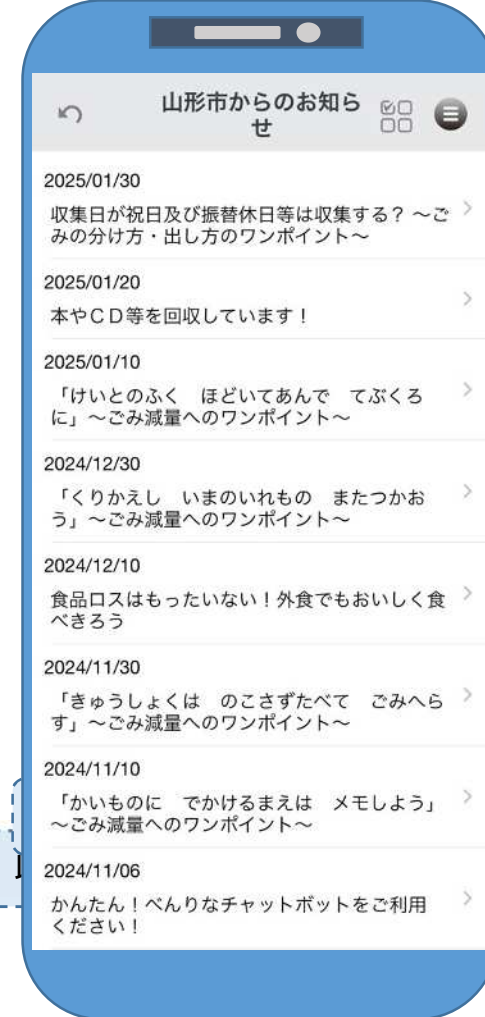 山形市からのお知ら
せ
2025/01/30
収集日が祝日及び振替休日等は収集する？ ～ご
みの分け方・出し方のワンポイント～
2025/01/20
本やＣＤ等を回収しています！
2025/01/10
「けいとのふく　ほどいてあんで　てぶくろ
に」～ごみ減量へのワンポイント～
2024/12/30
「くりかえし　いまのいれもの　またつかお
う」～ごみ減量へのワンポイント～
2024/12/10
食品ロスはもったいない！外食でもおいしく食
べきろう
2024/11/30
「きゅうしょくは　のこさずたべて　ごみへら
す」～ごみ減量へのワンポイント～
2024/11/10
「かいものに　でかけるまえは　メモしよう」
～ごみ減量へのワンポイント～
2024/11/06
かんたん！べんりなチャットボットをご利用
ください！